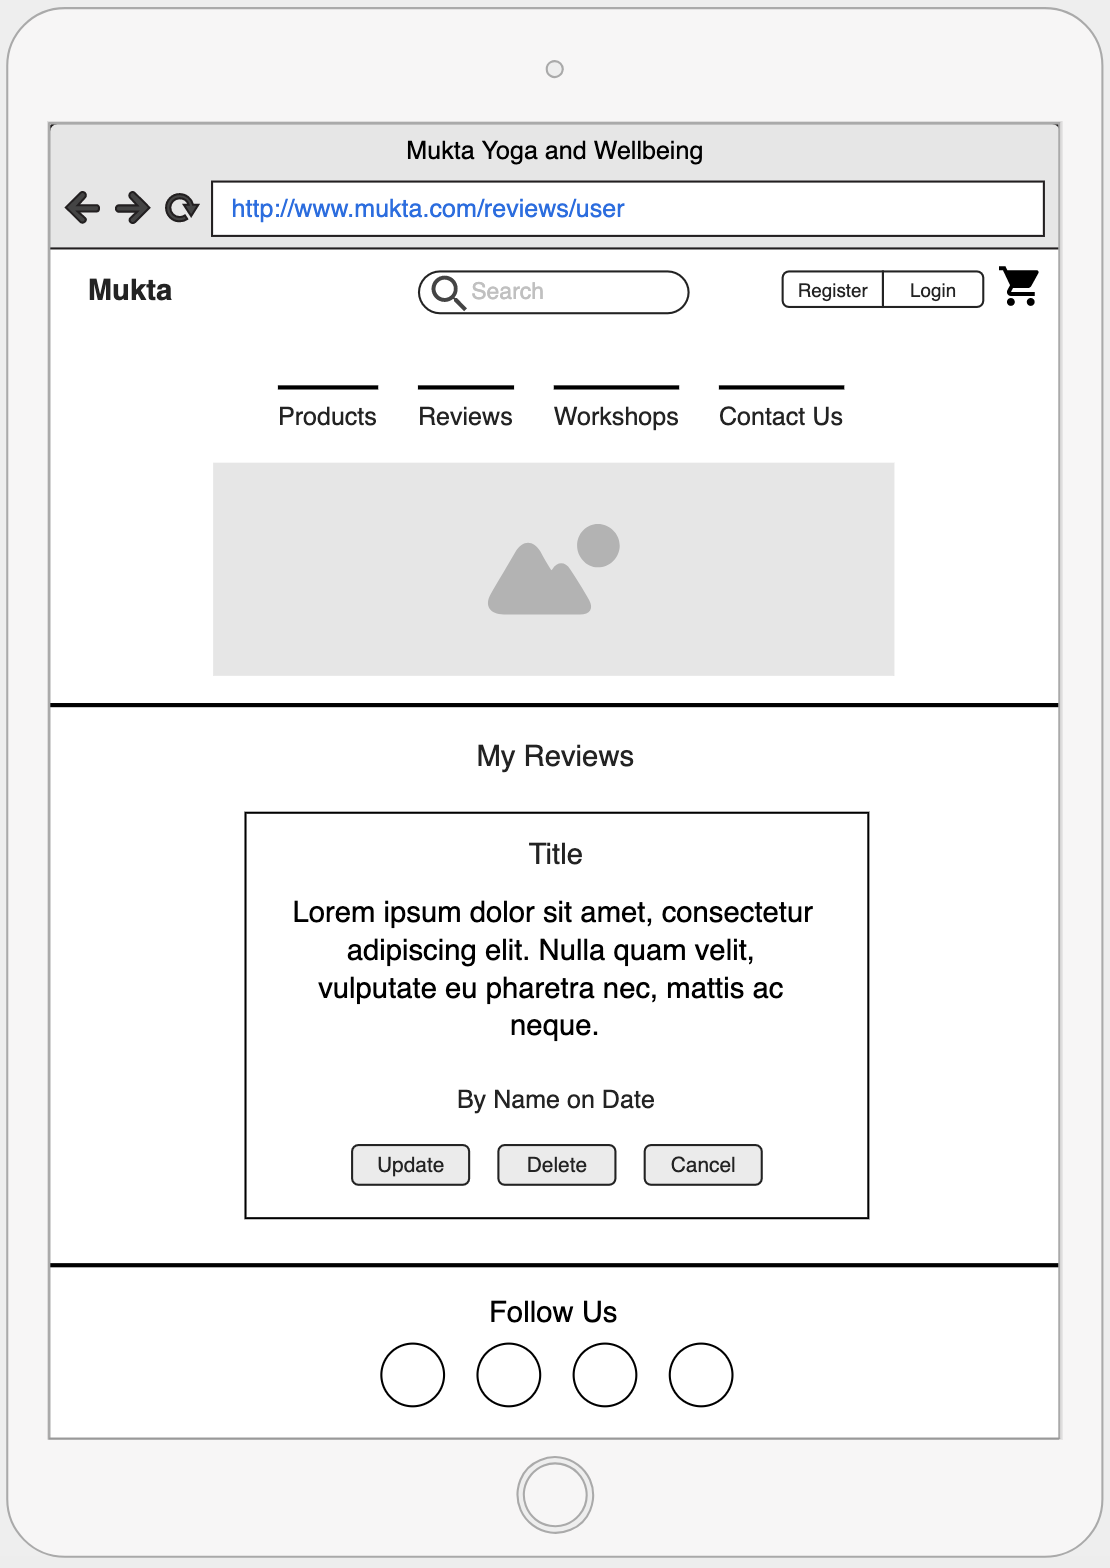 Mukta Yoga and Wellbeing
http://www.mukta.com/reviews/user
Mukta
Search
Register
Login
Products
Reviews
Workshops
Contact Us
My Reviews
Title
Lorem ipsum dolor sit amet, consectetur
adipiscing elit. Nulla quam velit,
vulputate eu pharetra nec, mattis ac
neque.
By Name on Date
Update
Delete
Cancel
Follow Us